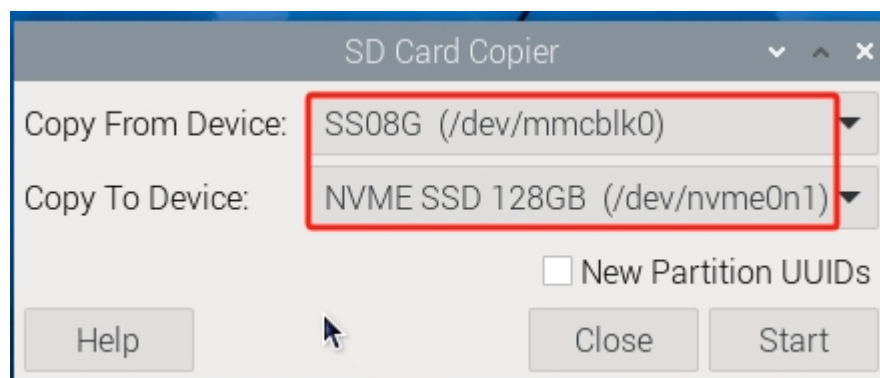 SD Card Copier
Copy From Device: SS08G (/dev/mmcblk0)
Copy To Device: NVME SSD 128GB (/dev/nvme0n1)
New Partition UUIDs
Help Close Start